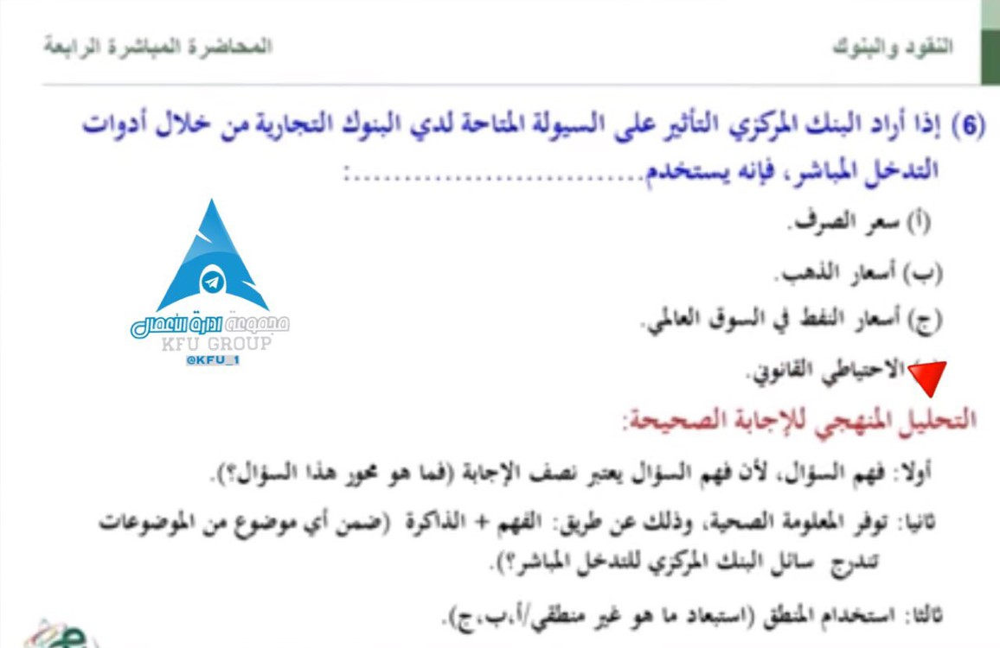 النقود والبنوك
المحاضرة المباشرة الرابعة
(6) إذا أراد البنك المركزي التأثير على السيولة المتاحة لدي البنوك التجارية من خلال أدوات
التدخل المباشر، فإنه يستخدم.............................:
(أ) سعر الصرف.
(ب) أسعار الذهب.
(ج) أسعار النفط في السوق العالمي.
الاحتياطي القانوني.
مجموعة ادارة الاعمال
KFU GROUP
@KFU_1
التحليل المنهجي للإجابة الصحيحة:
أولا: فهم السؤال، لأن فهم السؤال يعتبر نصف الإجابة (فما هو محور هذا السؤال؟).
ثانيا: توفر المعلومة الصحية، وذلك عن طريق: الفهم + الذاكرة (ضمن أي موضوع من الموضوعات
تندرج سائل البنك المركزي للتدخل المباشر؟).
ثالثا: استخدام المنطق (استبعاد ما هو غير منطقي/أ،ب،ج).